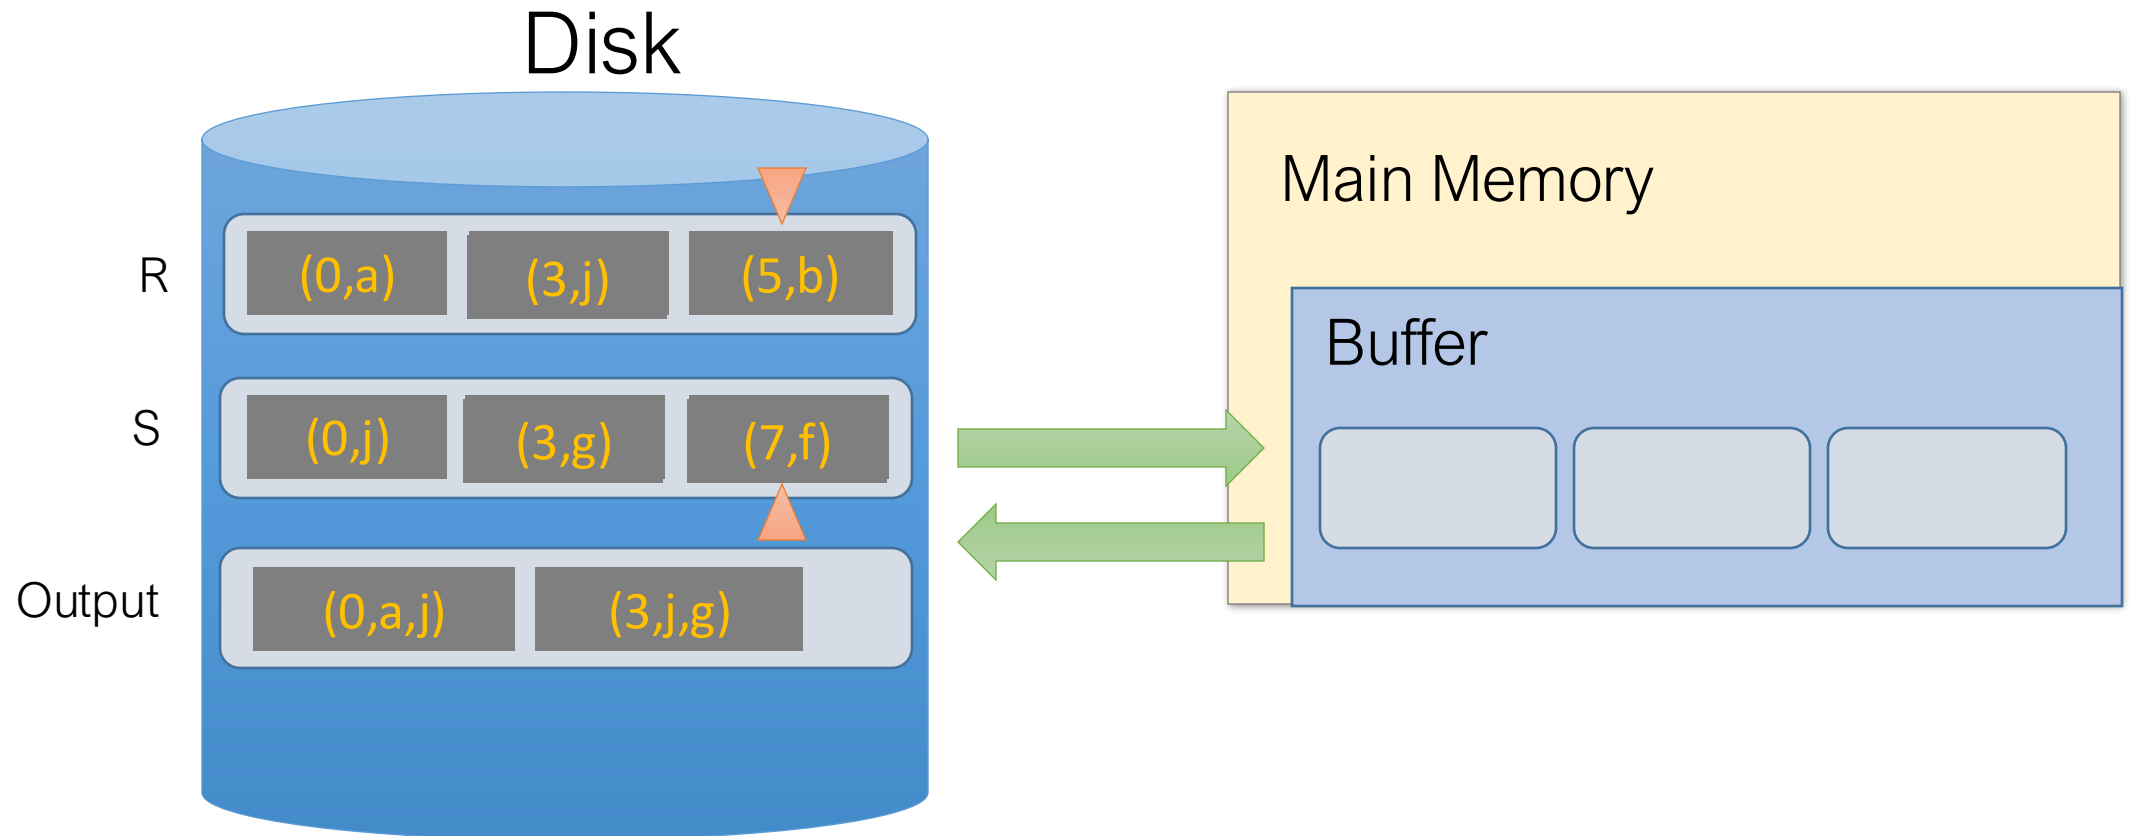 Disk
R
(0,a) (3,j) (5,b)
S
(0,j) (3,g) (7,f)
Output
(0,a,j) (3,j,g)
Main Memory
Buffer